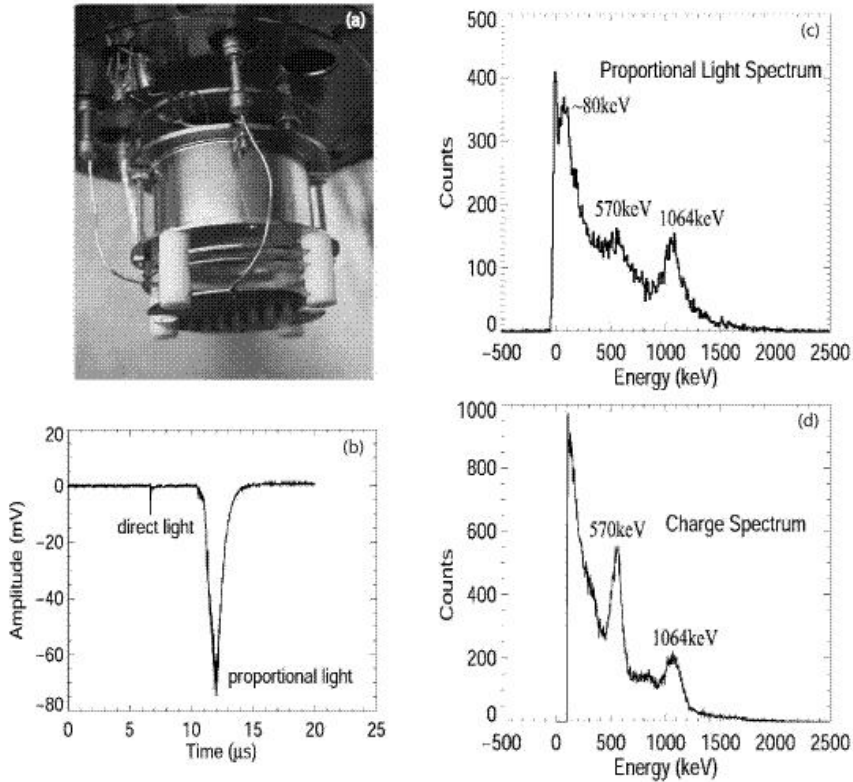 (a)
20
0
−20
−40
−60
−80
Amplitude (mV)
(b)
direct light
proportional light
0
5
10
15
20
25
Time (μs)
500
400
300
200
100
0
Counts
(c)
Proportional Light Spectrum
~80keV
570keV
1064keV
−500
0
500
1000
1500
2000
2500
Energy (keV)
1000
800
600
400
200
0
Counts
(d)
570keV
Charge Spectrum
1064keV
−500
0
500
1000
1500
2000
2500
Energy (keV)